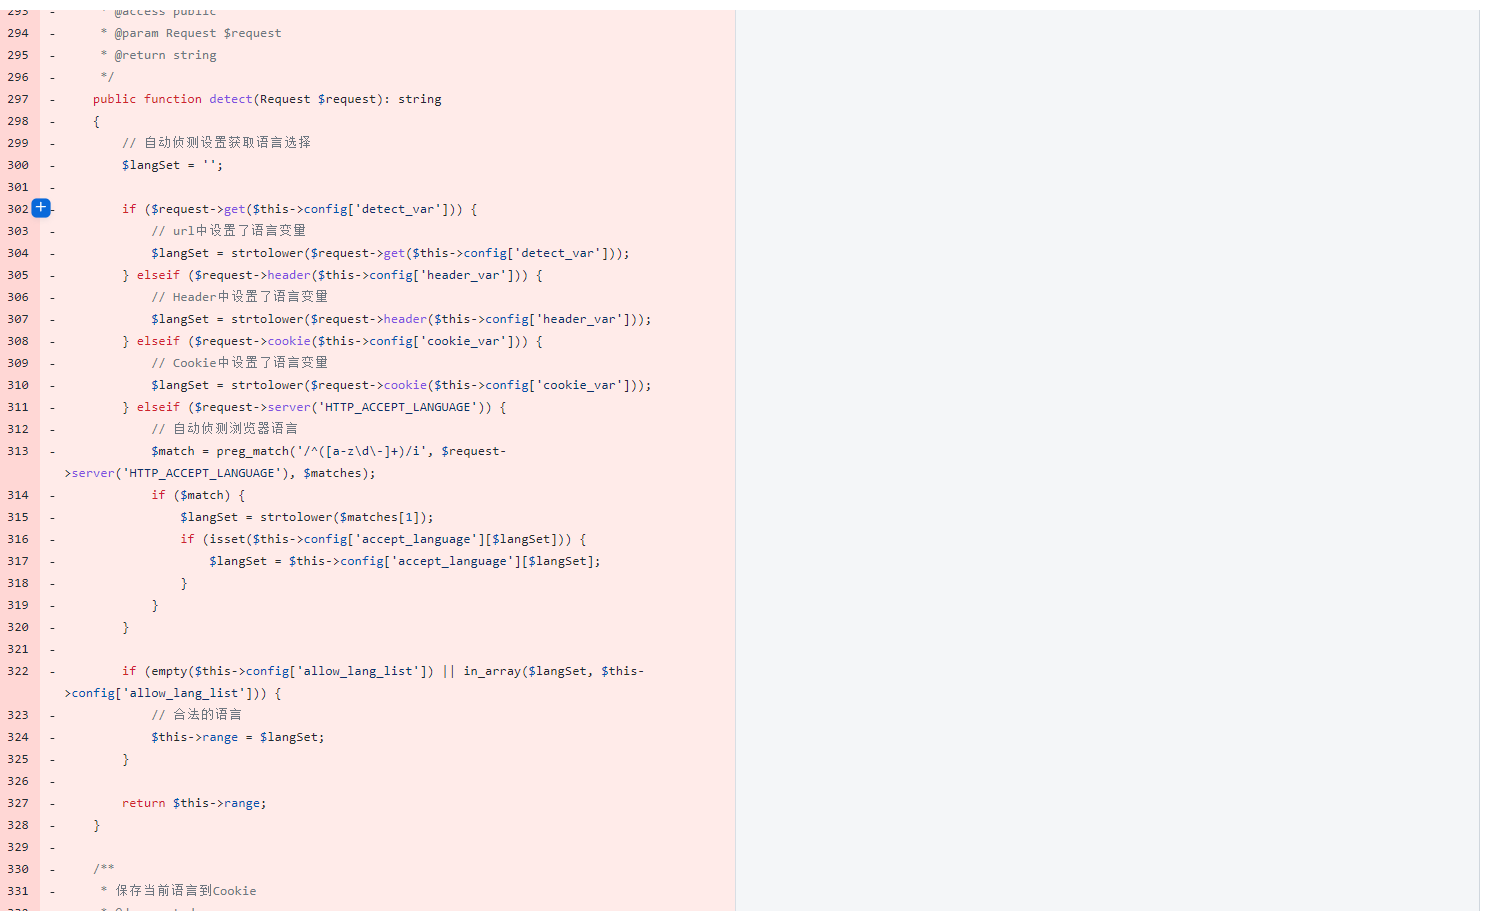 293 - * @access public
294 - * @param Request $request
295 - * @return string
296 - */
297 - public function detect(Request $request): string
298 - {
299 - // 自动侦测设置获取语言选择
300 - $langSet = '';
301 -
302 + - if ($request->get($this->config['detect_var'])) {
303 - // url中设置了语言变量
304 - $langSet = strtolower($request->get($this->config['detect_var']));
305 - } elseif ($request->header($this->config['header_var'])) {
306 - // Header中设置了语言变量
307 - $langSet = strtolower($request->header($this->config['header_var']));
308 - } elseif ($request->cookie($this->config['cookie_var'])) {
309 - // Cookie中设置了语言变量
310 - $langSet = strtolower($request->cookie($this->config['cookie_var']));
311 - } elseif ($request->server('HTTP_ACCEPT_LANGUAGE')) {
312 - // 自动侦测浏览器语言
313 - $match = preg_match('/^([a-z\d\-]+)/i', $request-
>server('HTTP_ACCEPT_LANGUAGE'), $matches);
314 - if ($match) {
315 - $langSet = strtolower($matches[1]);
316 - if (isset($this->config['accept_language'][$langSet])) {
317 - $langSet = $this->config['accept_language'][$langSet];
318 - }
319 - }
320 - }
321 -
322 - if (empty($this->config['allow_lang_list']) || in_array($langSet, $this-
>config['allow_lang_list'])) {
323 - // 合法的语言
324 - $this->range = $langSet;
325 - }
326 -
327 - return $this->range;
328 - }
329 -
330 - /**
331 - * 保存当前语言到Cookie